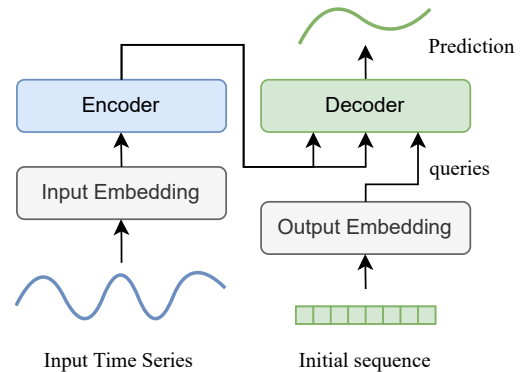 Prediction
Encoder
Decoder
Input Embedding
queries
Output Embedding
Input Time Series
Initial sequence